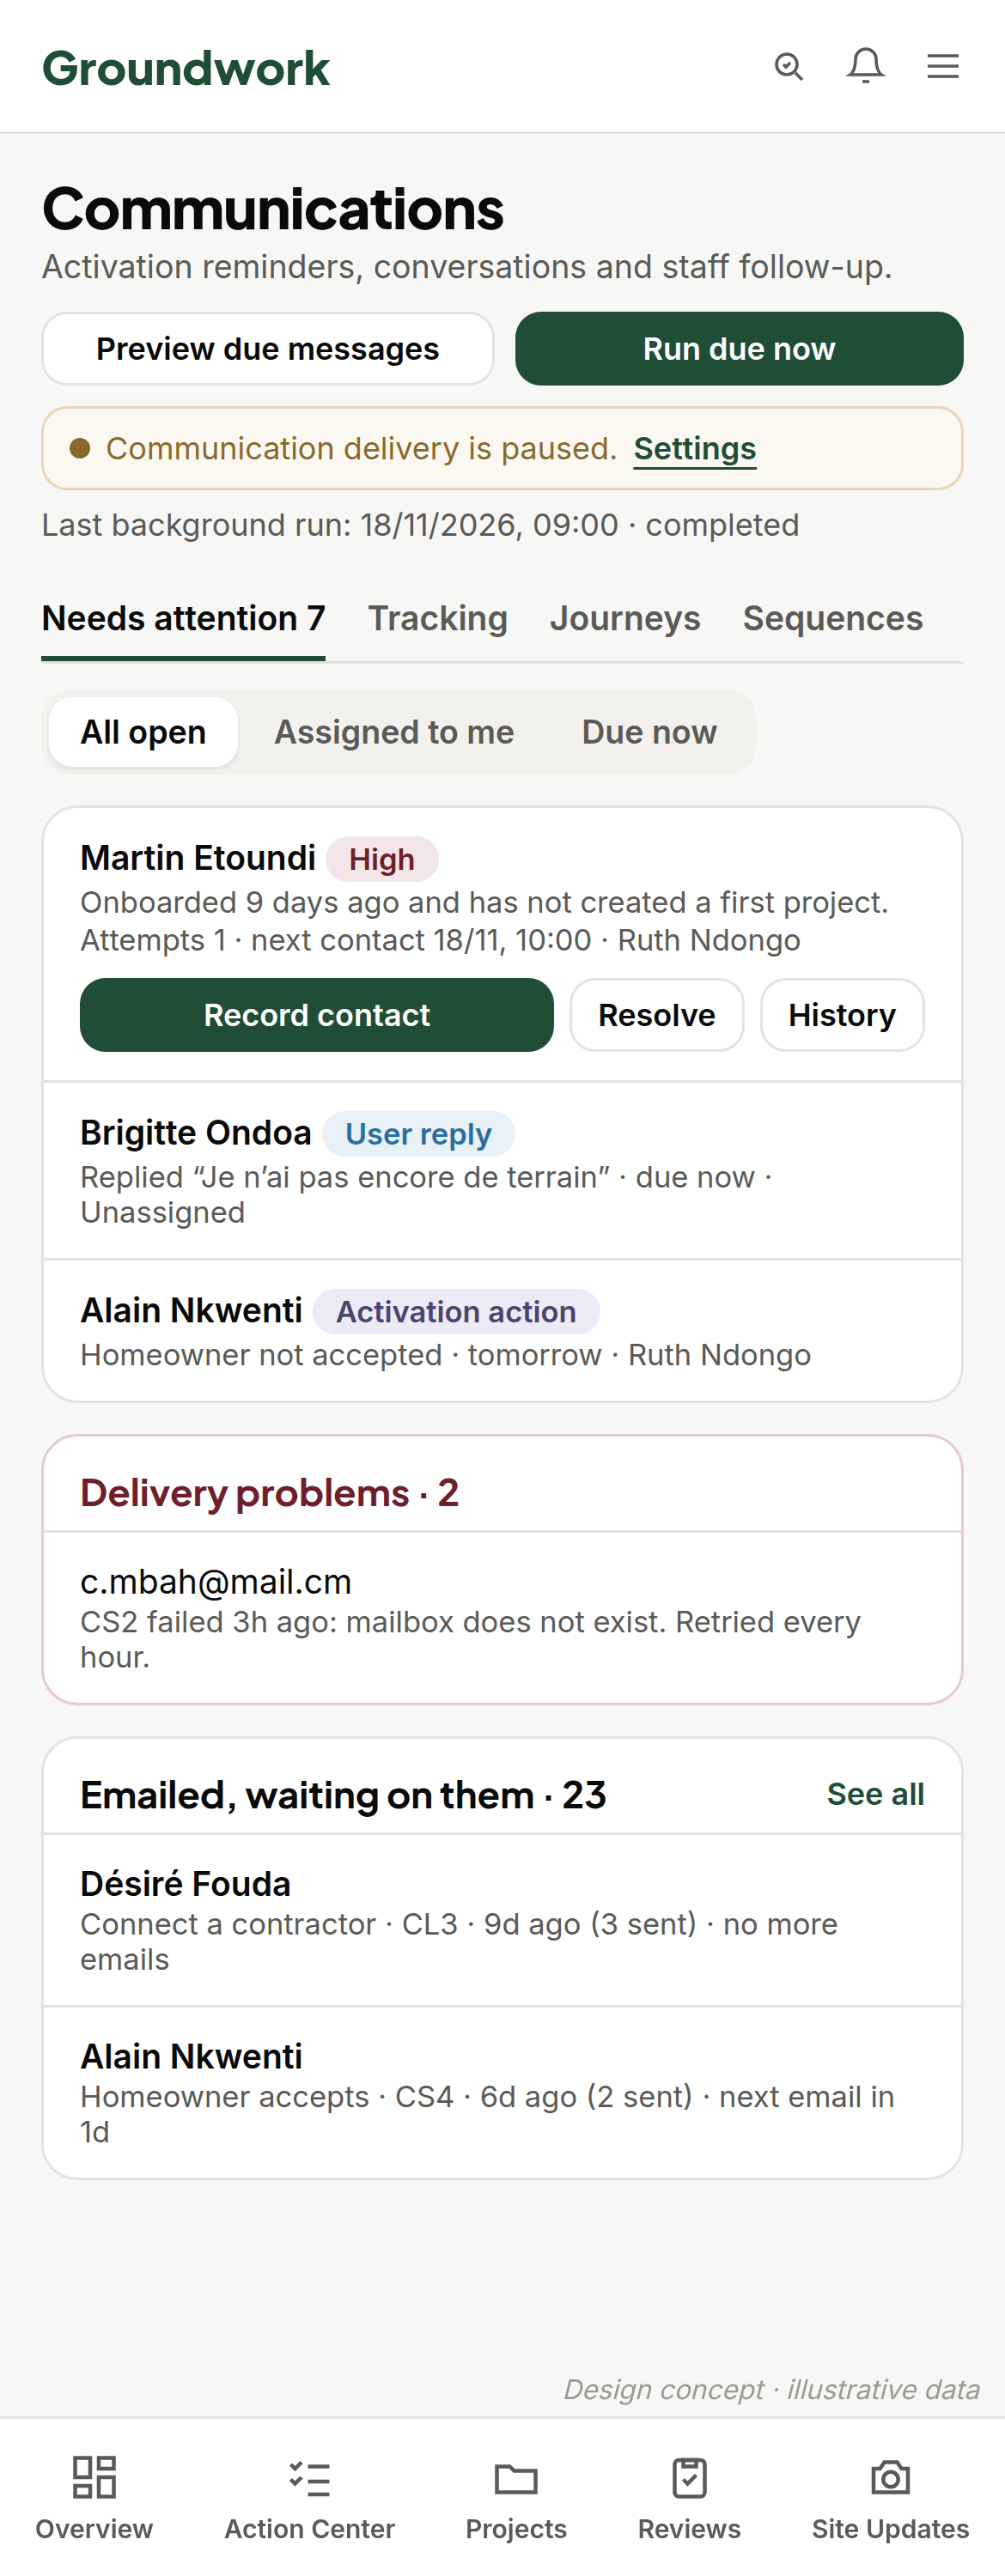 Groundwork
Communications
Activation reminders, conversations and staff follow-up.
Preview due messages
Run due now
Communication delivery is paused. Settings
Last background run: 18/11/2026, 09:00 · completed
Needs attention 7
Tracking
Journeys
Sequences
All open
Assigned to me
Due now
Martin Etoundi High
Onboarded 9 days ago and has not created a first project.
Attempts 1 · next contact 18/11, 10:00 · Ruth Ndongo
Record contact
Resolve
History
Brigitte Ondoa User reply
Replied “Je n’ai pas encore de terrain” · due now ·
Unassigned
Alain Nkwenti Activation action
Homeowner not accepted · tomorrow · Ruth Ndongo
Delivery problems · 2
c.mbah@mail.cm
CS2 failed 3h ago: mailbox does not exist. Retried every
hour.
Emailed, waiting on them · 23
See all
Désiré Fouda
Connect a contractor · CL3 · 9d ago (3 sent) · no more
emails
Alain Nkwenti
Homeowner accepts · CS4 · 6d ago (2 sent) · next email in
1d
Design concept · illustrative data
Overview
Action Center
Projects
Reviews
Site Updates